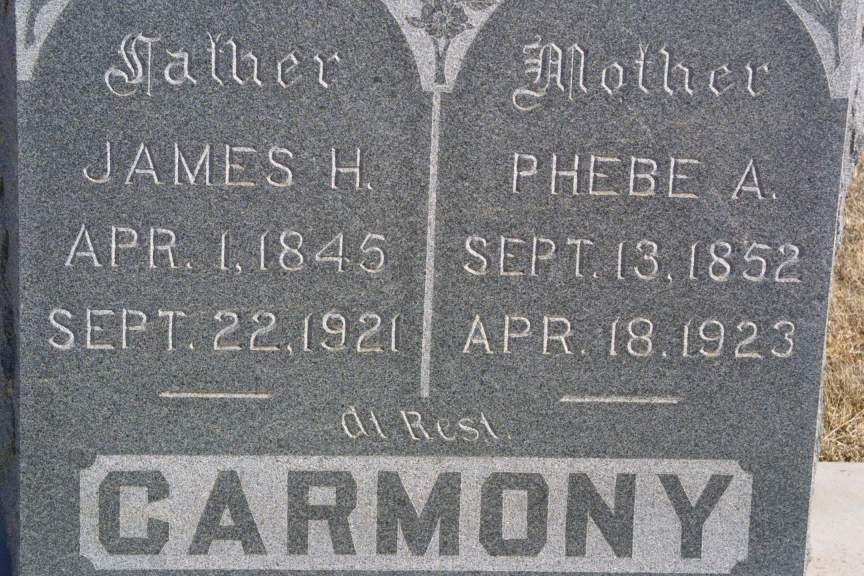 Father
JAMES H.
APR. 1, 1845
SEPT. 22, 1921
Mother
PHEBE A.
SEPT. 13, 1852
APR. 18. 1923
At Rest.
CARMONY